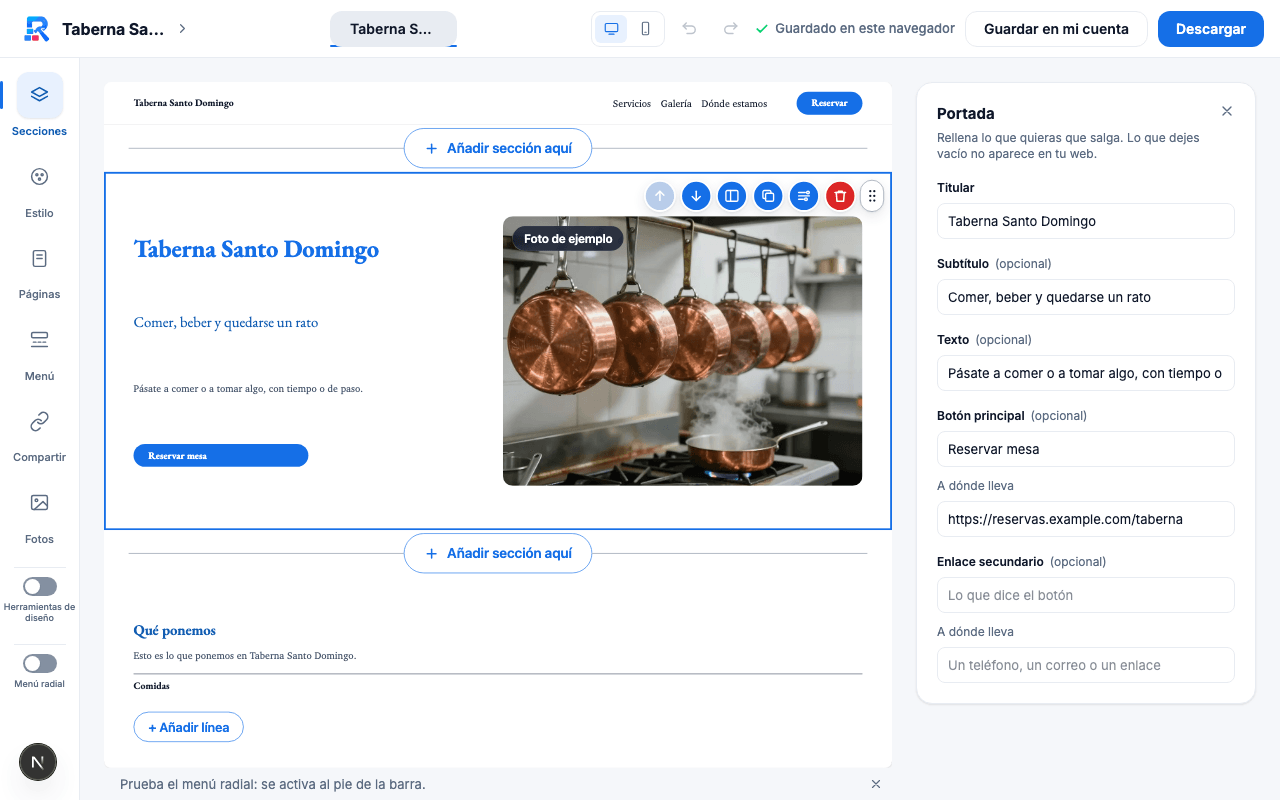 Taberna Sa...
Taberna S...
Guardado en este navegador
Guardar en mi cuenta
Descargar
Secciones
Estilo
Páginas
Menú
Compartir
Fotos
Herramientas de
diseño
Menú radial
N
Taberna Santo Domingo
Servicios
Galería
Dónde estamos
Reservar
+ Añadir sección aquí
Foto de ejemplo
Taberna Santo Domingo
Comer, beber y quedarse un rato
Pásate a comer o a tomar algo, con tiempo o de paso.
Reservar mesa
+ Añadir sección aquí
Qué ponemos
Esto es lo que ponemos en Taberna Santo Domingo.
Comidas
+ Añadir línea
Prueba el menú radial: se activa al pie de la barra.
Portada
Rellena lo que quieras que salga. Lo que dejes
vacío no aparece en tu web.
Titular
Taberna Santo Domingo
Subtítulo (opcional)
Comer, beber y quedarse un rato
Texto (opcional)
Pásate a comer o a tomar algo, con tiempo o
Botón principal (opcional)
Reservar mesa
A dónde lleva
https://reservas.example.com/taberna
Enlace secundario (opcional)
Lo que dice el botón
A dónde lleva
Un teléfono, un correo o un enlace